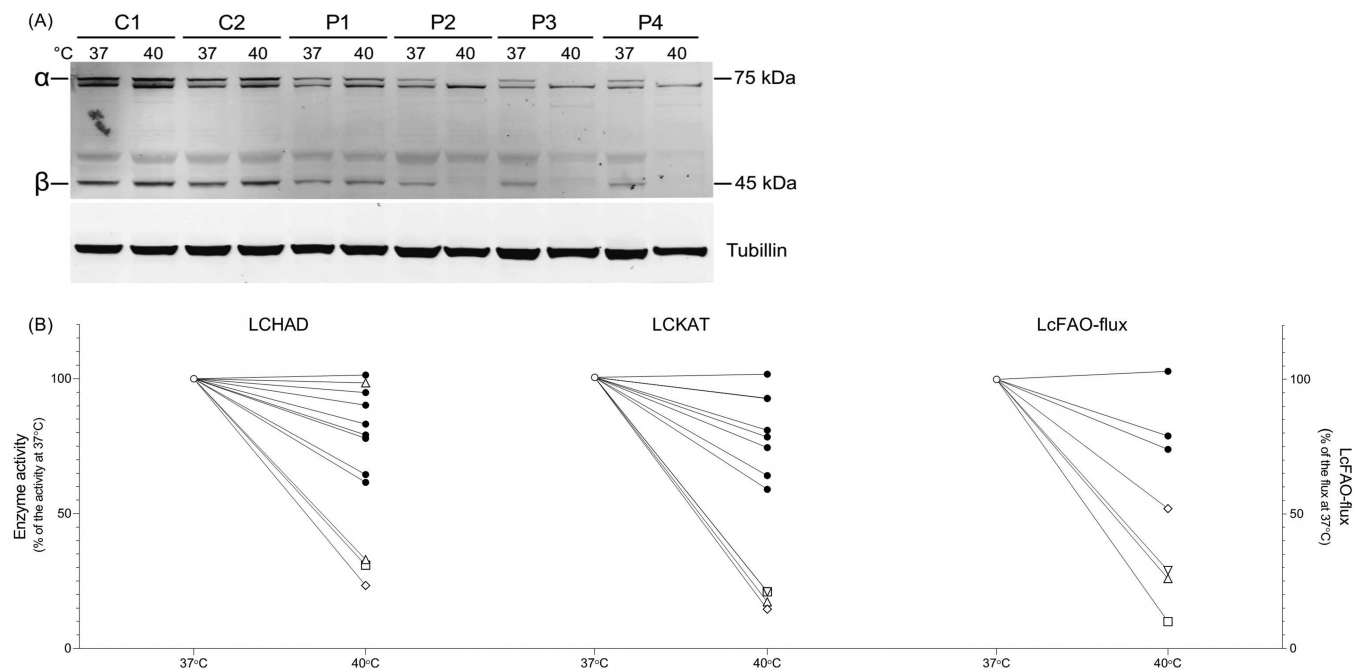 (A) C1 C2 P1 P2 P3 P4
°C 37 40 37 40 37 40 37 40 37 40 37 40
α 75 kDa
β 45 kDa
Tubillin
(B) LCHAD LCKAT LcFAO-flux
100 100
50 50
0 0
Enzyme activity
(% of the activity at 37°C)
LcFAO-flux
(% of the flux at 37°C)
37°C 40°C 37°C 40°C 37°C 40°C